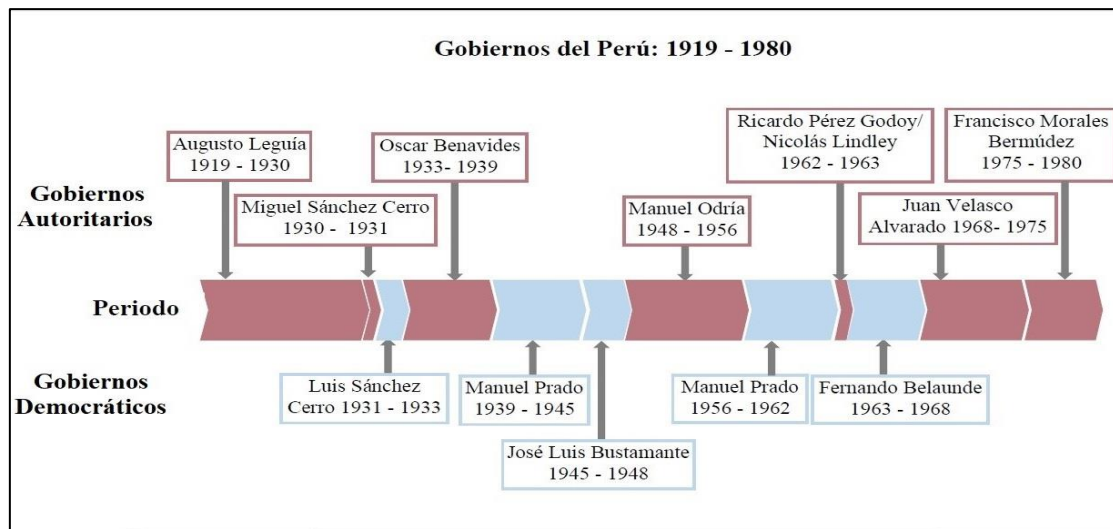 Gobiernos del Perú: 1919 - 1980
Gobiernos
Autoritarios
Augusto Leguía
1919 - 1930
Miguel Sánchez Cerro
1930 -  1931
Oscar Benavides
1933- 1939
Manuel Odría
1948 - 1956
Ricardo Pérez Godoy/
Nicolás Lindley
1962 - 1963
Juan Velasco
Alvarado 1968- 1975
Francisco Morales
Bermúdez
1975 - 1980
Periodo
Gobiernos
Democráticos
Luis Sánchez
Cerro 1931 - 1933
Manuel Prado
1939 - 1945
José Luis Bustamante
1945 - 1948
Manuel Prado
1956 - 1962
Fernando Belaunde
1963 - 1968